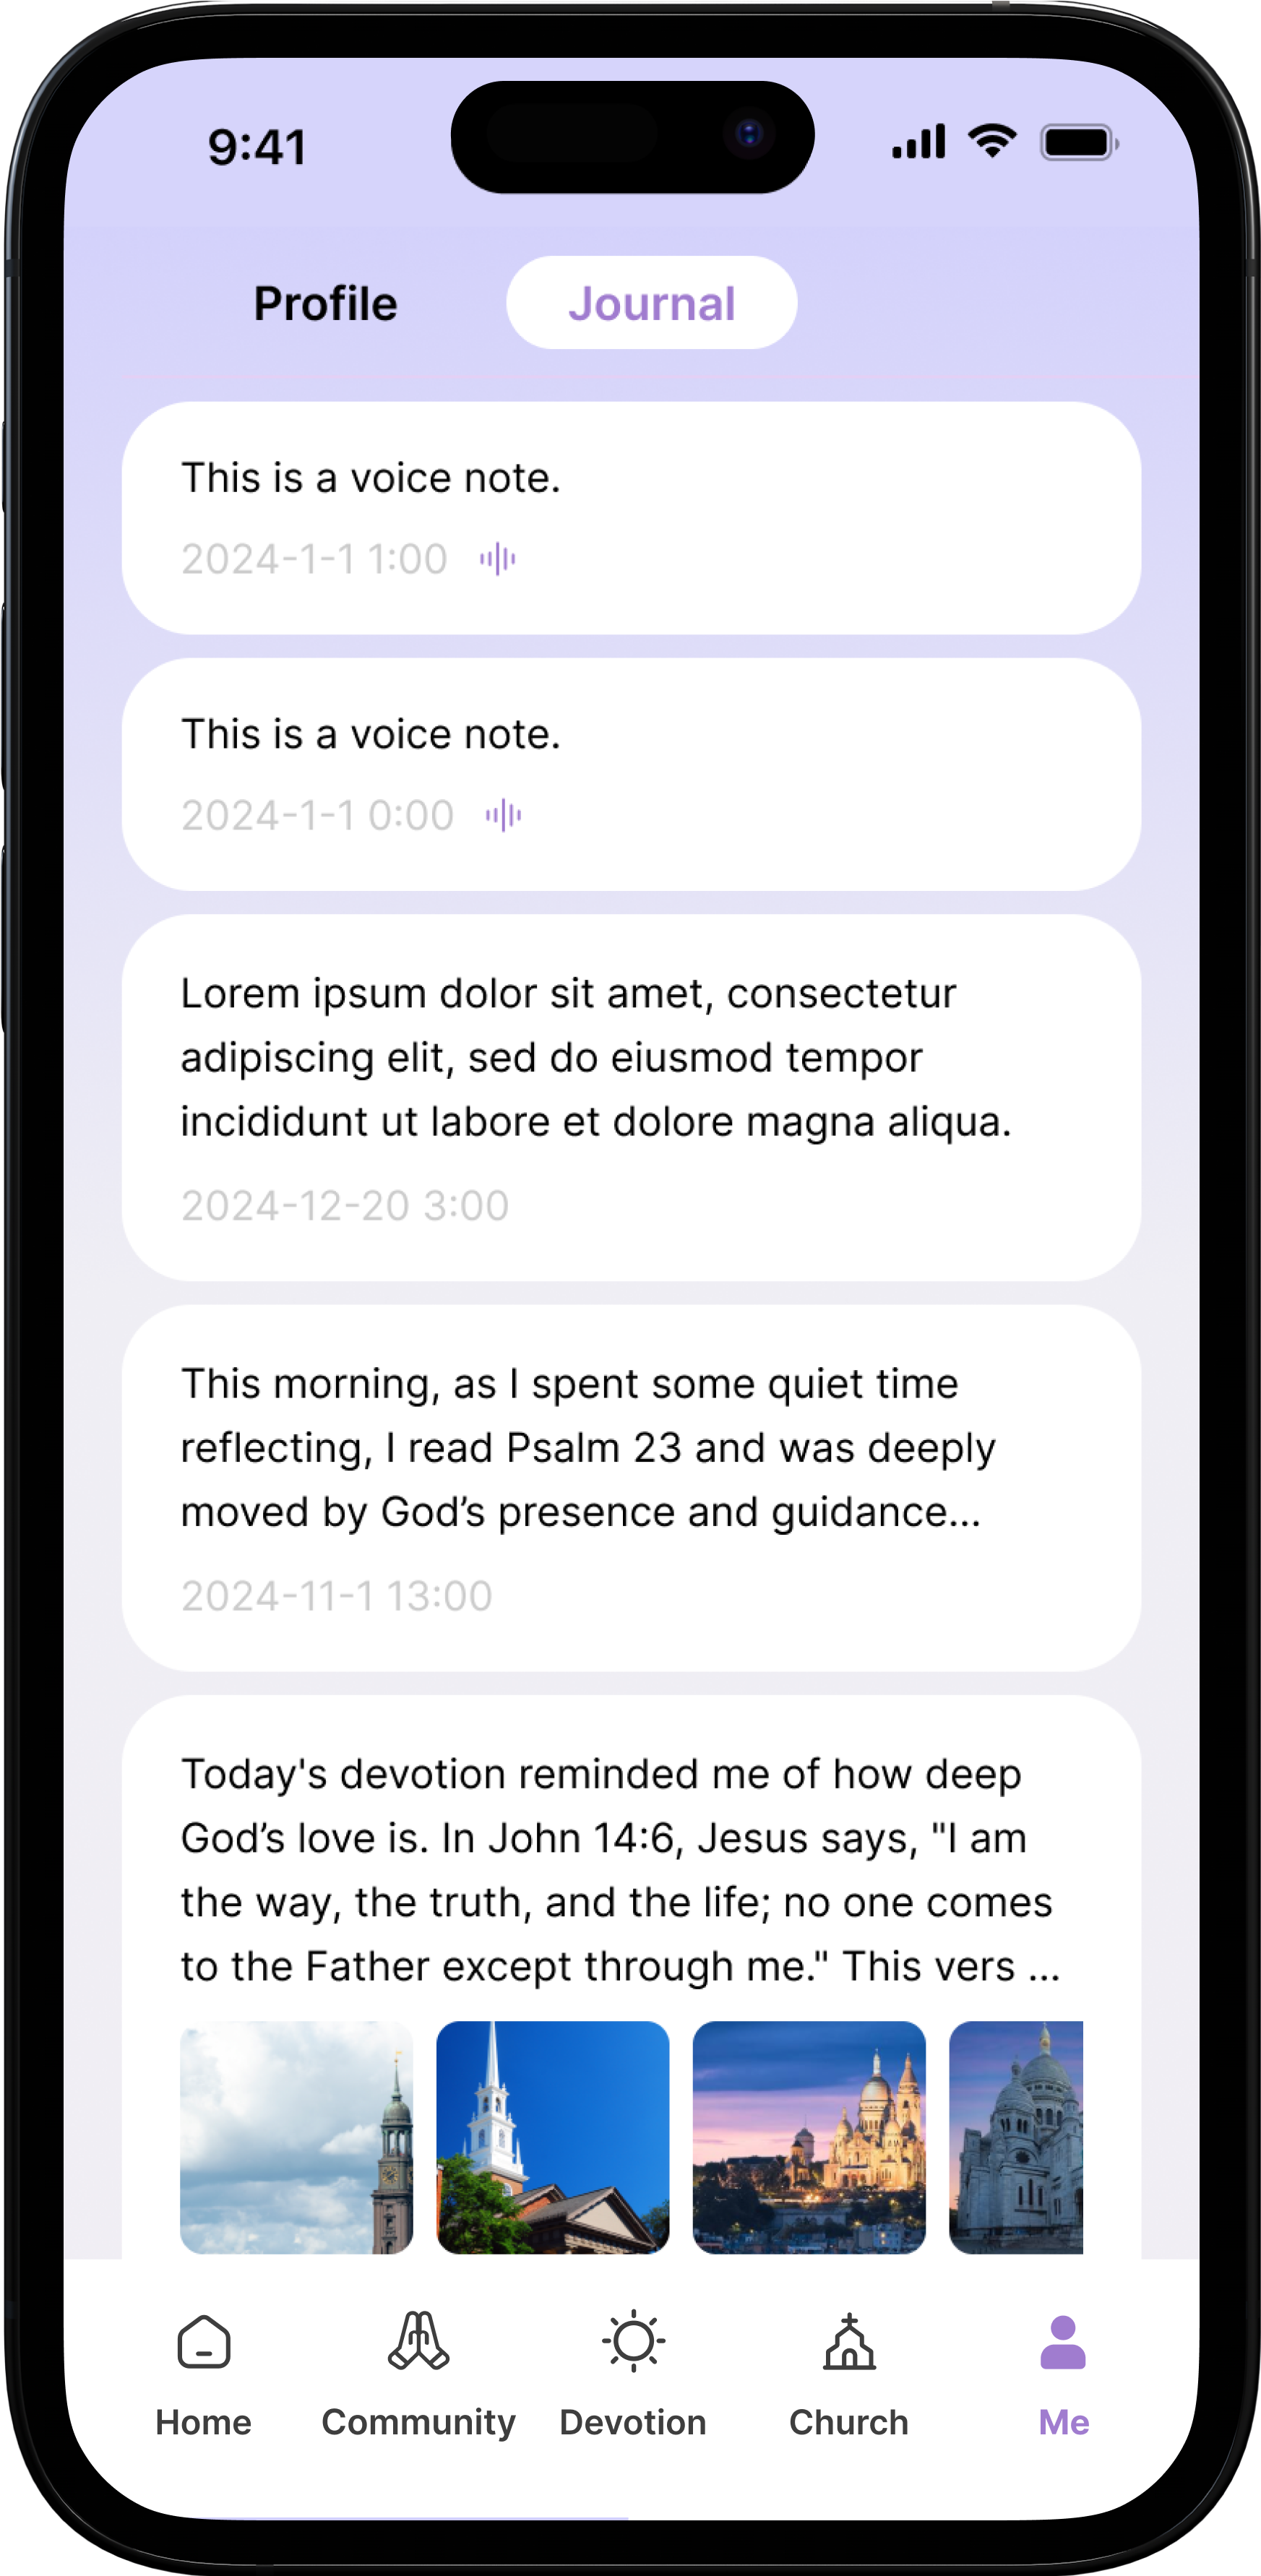 9:41
Profile
Journal
This is a voice note.
2024-1-1 1:00
This is a voice note.
2024-1-1 0:00
Lorem ipsum dolor sit amet, consectetur
adipiscing elit, sed do eiusmod tempor
incididunt ut labore et dolore magna aliqua.
2024-12-20 3:00
This morning, as I spent some quiet time
reflecting, I read Psalm 23 and was deeply
moved by God’s presence and guidance...
2024-11-1 13:00
Today's devotion reminded me of how deep
God’s love is. In John 14:6, Jesus says, "I am
the way, the truth, and the life; no one comes
to the Father except through me." This vers ...
Home
Community
Devotion
Church
Me